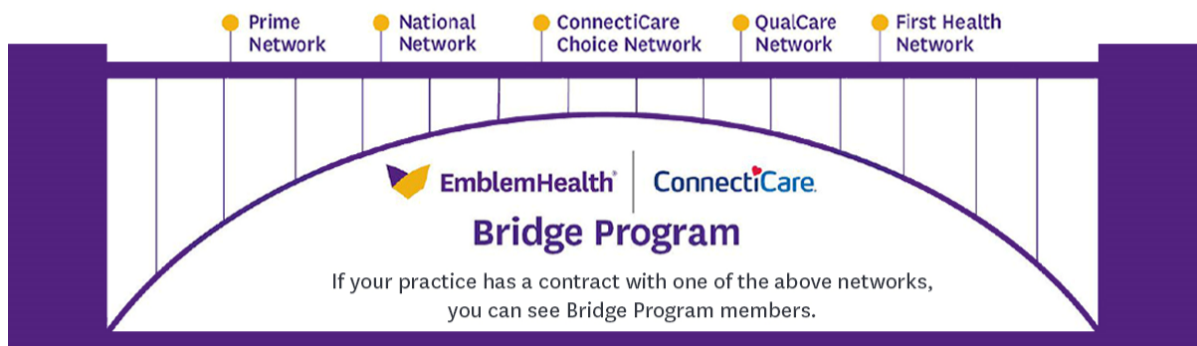 Prime
Network
National
Network
ConnectiCare
Choice Network
QualCare
Network
First Health
Network
EmblemHealth®
ConnectiCare.
Bridge Program
If your practice has a contract with one of the above networks,
you can see Bridge Program members.